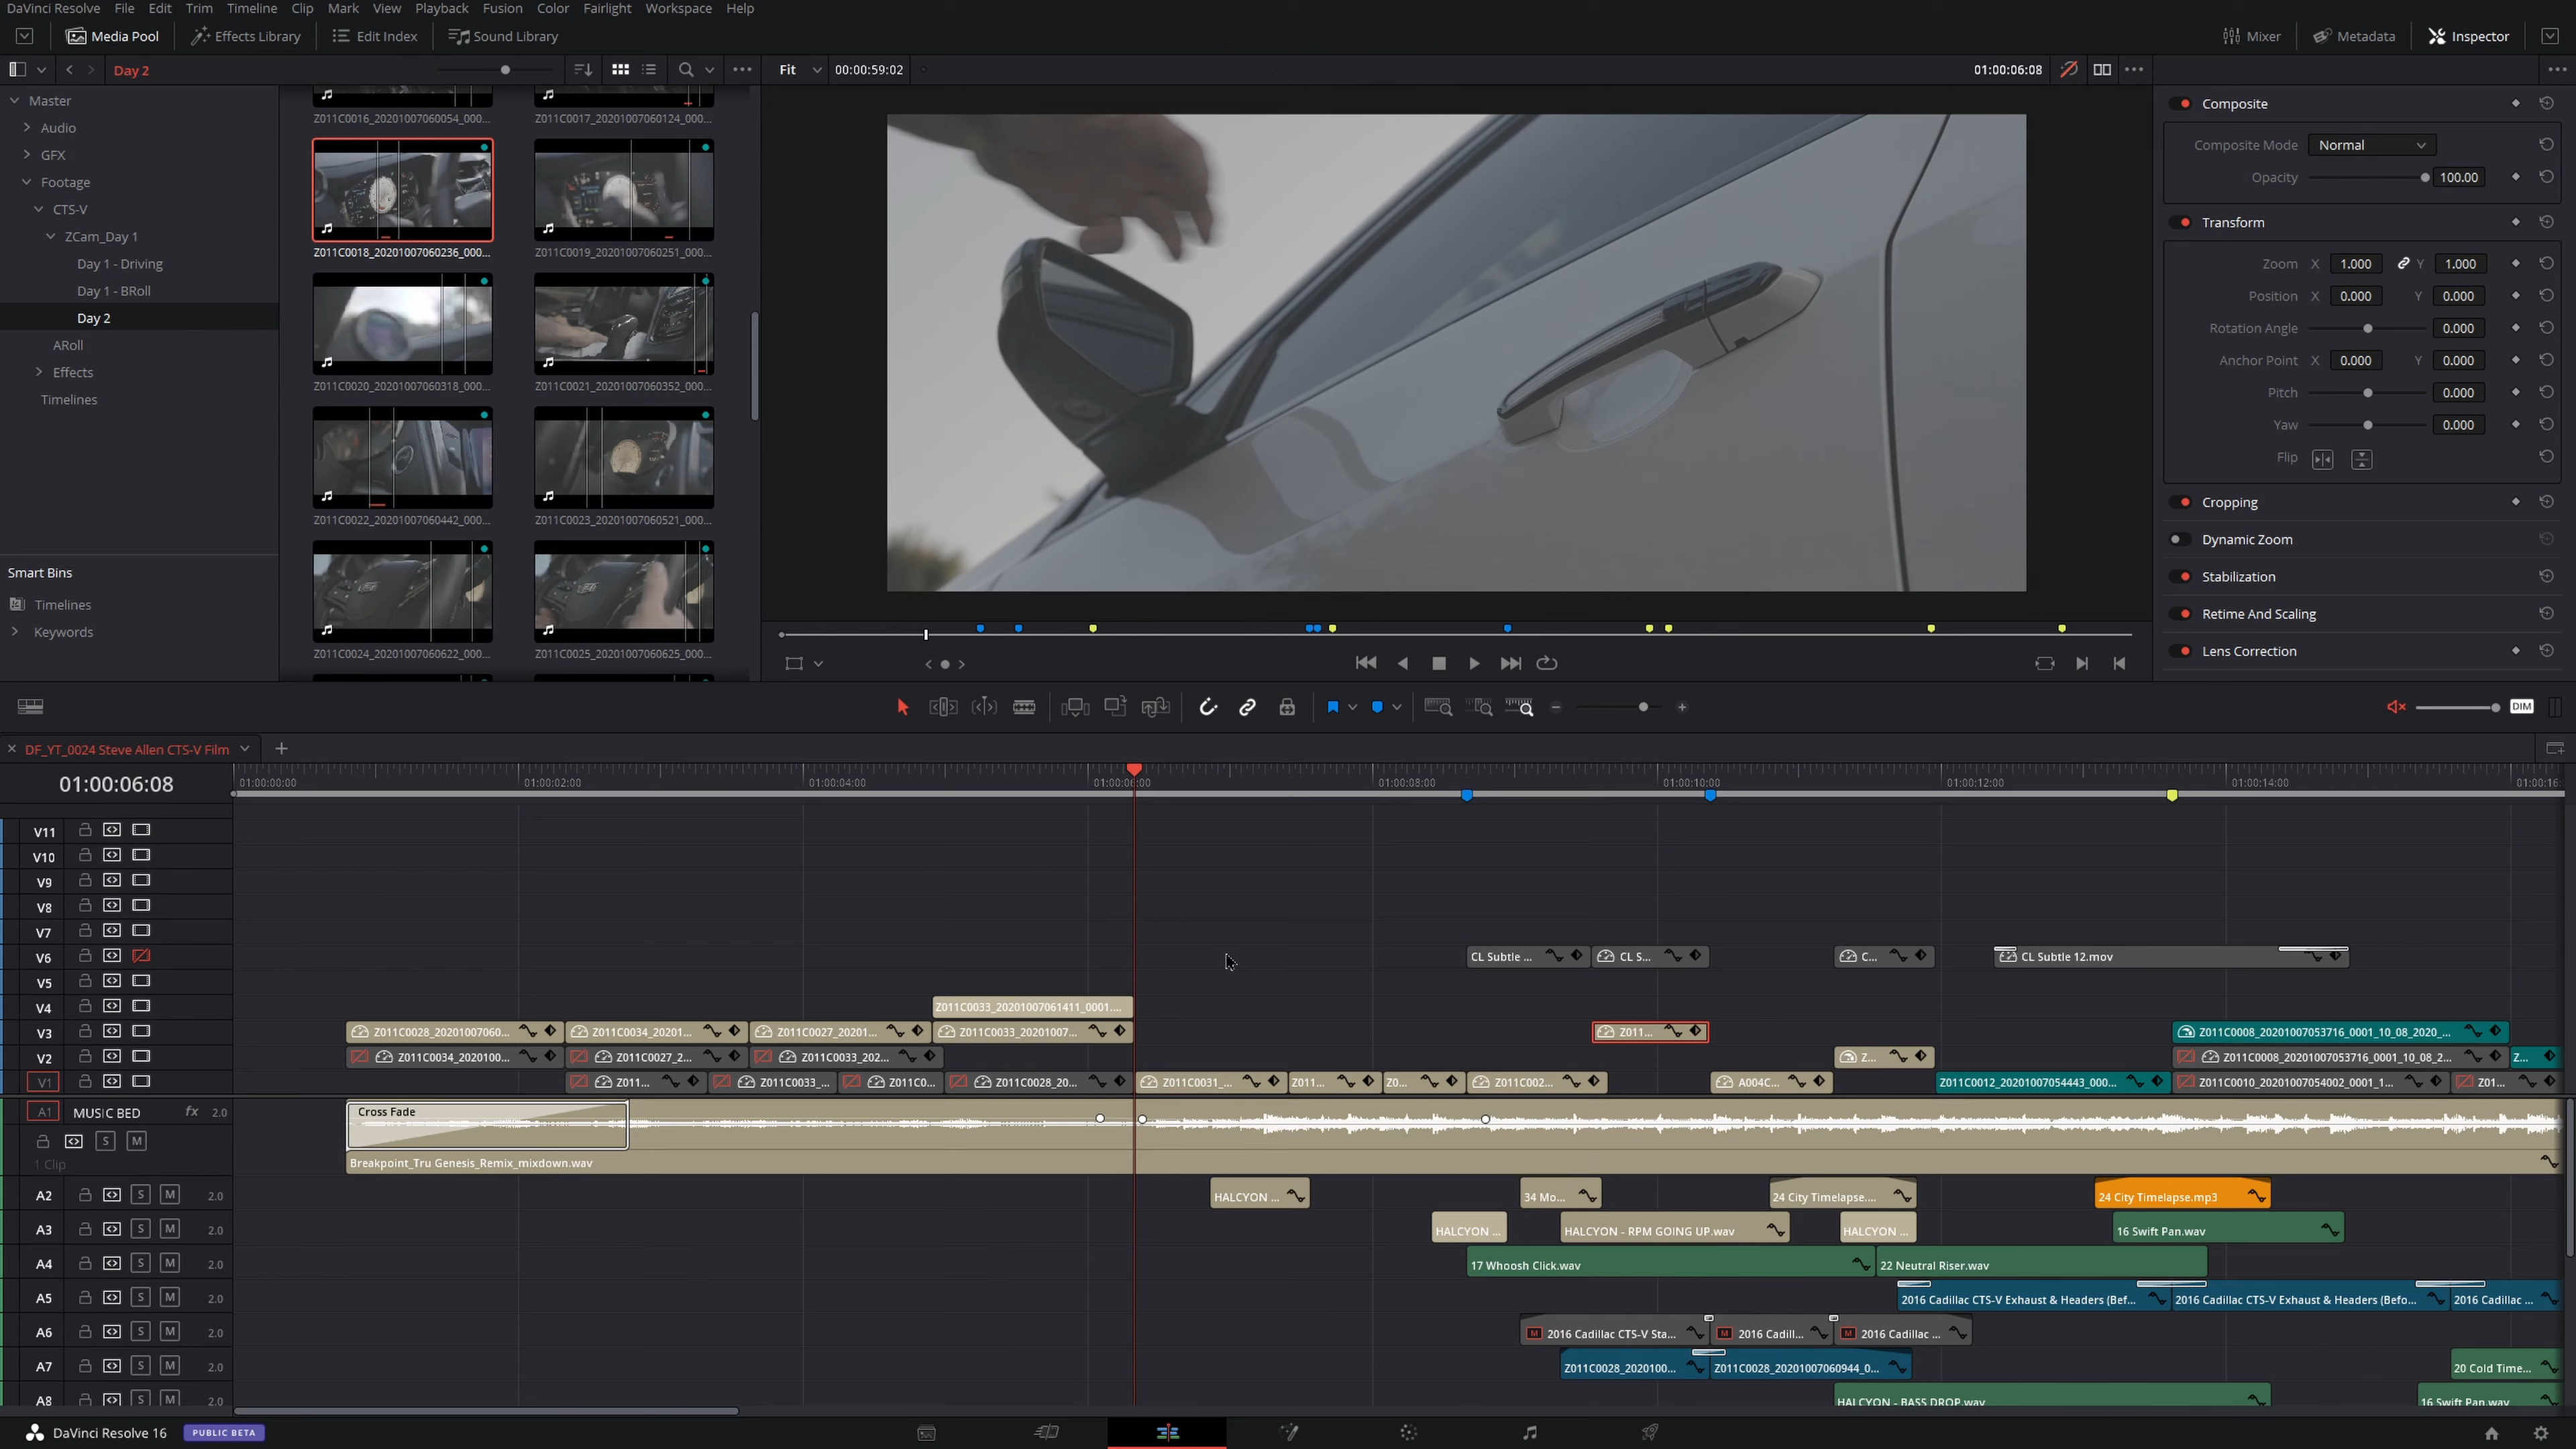 DaVinci Resolve File Edit Trim Timeline Clip Mark View Playback Fusion Color Fairlight Workspace Help
Media Pool Effects Library Edit Index Sound Library Mixer Metadata Inspector
Day 2 Fit 00:00:59:02 01:00:06:08
Master
Audio
GFX
Footage
CTS-V
ZCam_Day 1
Day 1 - Driving
Day 1 - BRoll
Day 2
ARoll
Effects
Timelines
Smart Bins
Timelines
Keywords
Z011C0016_20201007060054_000... Z011C0017_20201007060124_000...
Z011C0018_20201007060236_000... Z011C0019_20201007060251_000...
Z011C0020_20201007060318_000... Z011C0021_20201007060352_000...
Z011C0022_20201007060442_000... Z011C0023_20201007060521_000...
Z011C0024_20201007060622_000... Z011C0025_20201007060625_000...
Composite
Composite Mode Normal
Opacity 100.00
Transform
Zoom X 1.000 Y 1.000
Position X 0.000 Y 0.000
Rotation Angle 0.000
Anchor Point X 0.000 Y 0.000
Pitch 0.000
Yaw 0.000
Flip
Cropping
Dynamic Zoom
Stabilization
Retime And Scaling
Lens Correction
DIM
DF_YT_0024 Steve Allen CTS-V Film
01:00:06:08 01:00:00:00 01:00:02:00 01:00:04:00 01:00:06:00 01:00:08:00 01:00:10:00 01:00:12:00 01:00:14:00 01:00:16:
V11
V10
V9
V8
V7
V6 CL Subtle ... CL S... C... CL Subtle 12.mov
V5
V4 Z011C0033_20201007061411_0001....
V3 Z011C0028_20201007060... Z011C0034_20201... Z011C0027_20201... Z011C0033_2020100​7... Z011... Z011C0008_20201007053716_0001_10_08_2020_...
V2 Z011C0034_202010​0... Z011C0027_2... Z011C0033_202... Z... Z011C0008_20201007053716_0001_10_08_2... Z...
V1 Z011... Z011C0033_... Z011C0... Z011C0028_20... Z011C0031_... Z011... Z0... Z011C002... A004C... Z011C0012_20201007054443_000... Z011C0010_20201007054002_0001_1... Z01...
A1 MUSIC BED fx 2.0 Cross Fade
S M
1 Clip Breakpoint_Tru Genesis_Remix_mixdown.wav
A2 S M 2.0 HALCYON ... 34 Mo... 24 City Timelapse.... 24 City Timelapse.mp3
A3 S M 2.0 HALCYON ... HALCYON - RPM GOING UP.wav HALCYON ... 16 Swift Pan.wav
A4 S M 2.0 17 Whoosh Click.wav 22 Neutral Riser.wav
A5 S M 2.0 2016 Cadillac CTS-V Exhaust & Headers (Bef... 2016 Cadillac CTS-V Exhaust & Headers (Befo... 2016 Cadillac ...
A6 S M 2.0 M 2016 Cadillac CTS-V Sta... M 2016 Cadill... M 2016 Cadillac ...
A7 S M 2.0 Z011C0028_202010​0... Z011C0028_20201007060944_0... 20 Cold Time...
A8 S M 2.0 HALCYON - BASS DROP.wav 16 Swift Pan.wav
DaVinci Resolve 16 PUBLIC BETA